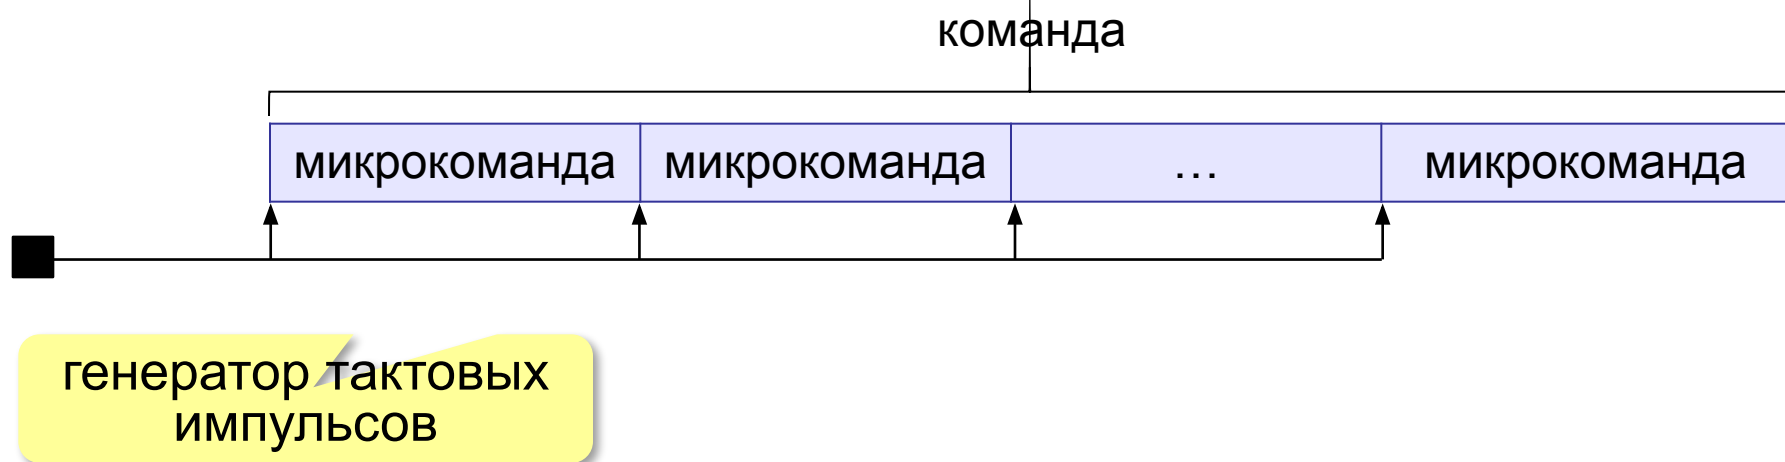 команда
микрокоманда микрокоманда … микрокоманда
генератор тактовых
импульсов